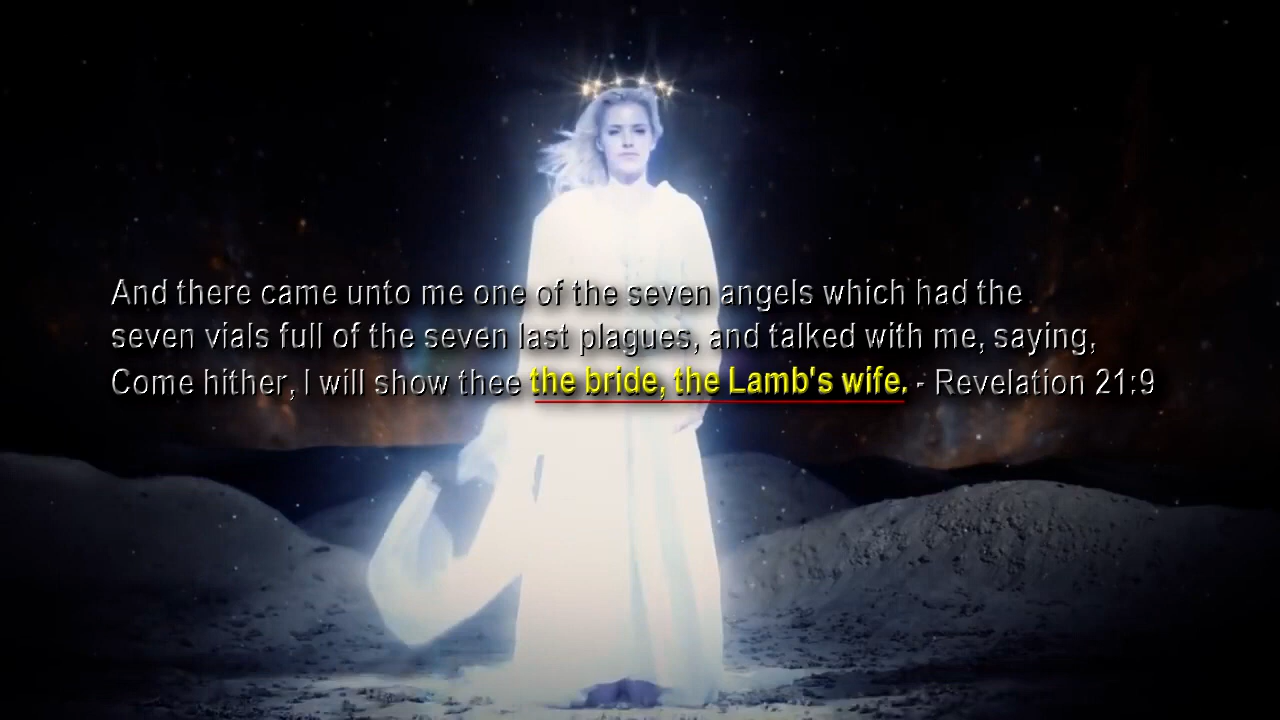 And there came unto me one of the seven angels which had the
seven vials full of the seven last plagues, and talked with me, saying,
Come hither, I will show thee the bride, the Lamb's wife. - Revelation 21:9